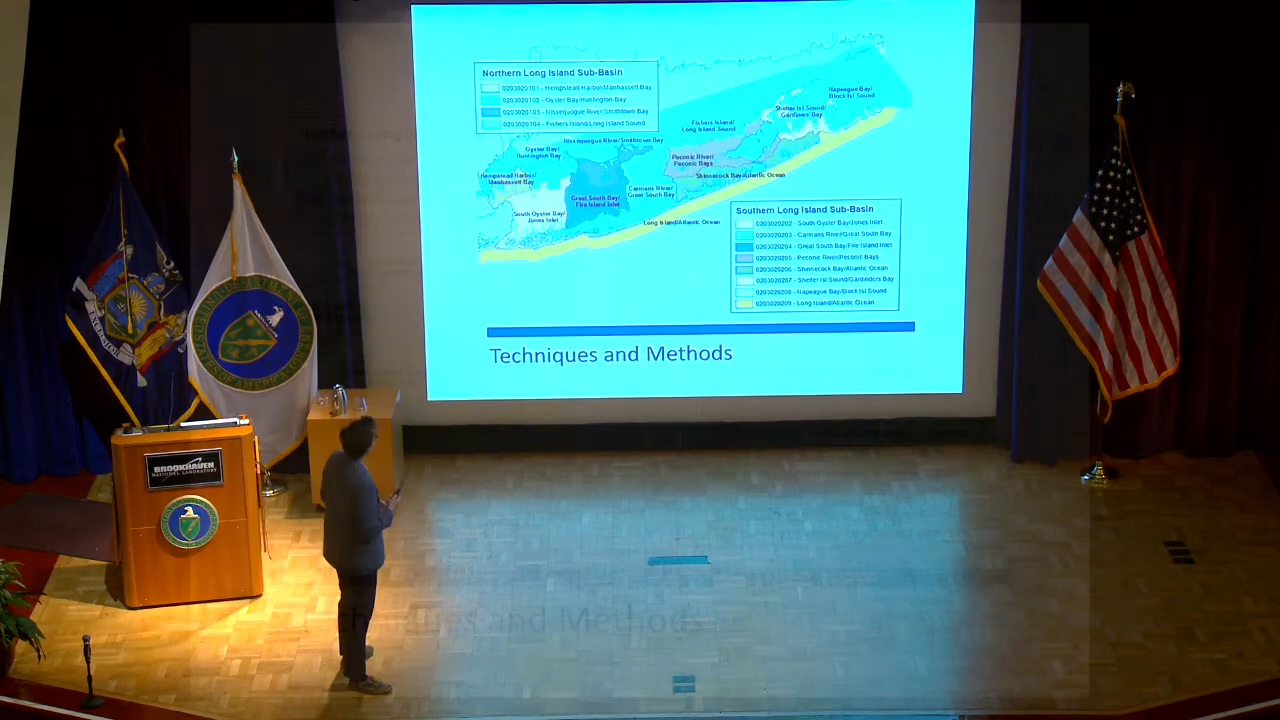 Northern Long Island Sub-Basin
0203020101 - Hempstead Harbor/Manhassett Bay
0203020102 - Oyster Bay/Huntington Bay
0203020103 - Nissequogue River/Smithtown Bay
0203020104 - Fishers Island/Long Island Sound
Napeague Bay/
Block Isl Sound
Shelter Isl Sound/
Gardiners Bay
Fishers Island/
Long Island Sound
Nissequogue River/Smithtown Bay
Oyster Bay/
Huntington Bay
Peconic River/
Peconic Bays
Hempstead Harbor/
Manhassett Bay
Shinnecock Bay/Atlantic Ocean
Carmans River/
Great South Bay
Great South Bay/
Fire Island Inlet
South Oyster Bay/
Jones Inlet
Long Island/Atlantic Ocean
Southern Long Island Sub-Basin
0203020202 - South Oyster Bay/Jones Inlet
0203020203 - Carmans River/Great South Bay
0203020204 - Great South Bay/Fire Island Inlet
0203020205 - Peconic River/Peconic Bays
0203020206 - Shinnecock Bay/Atlantic Ocean
0203020207 - Shelter Isl Sound/Gardiners Bay
0203020208 - Napeague Bay/Block Isl Sound
0203020209 - Long Island/Atlantic Ocean
Techniques and Methods
EXCELSIOR
BROOKHAVEN
NATIONAL LABORATORY
Techniques and Methods